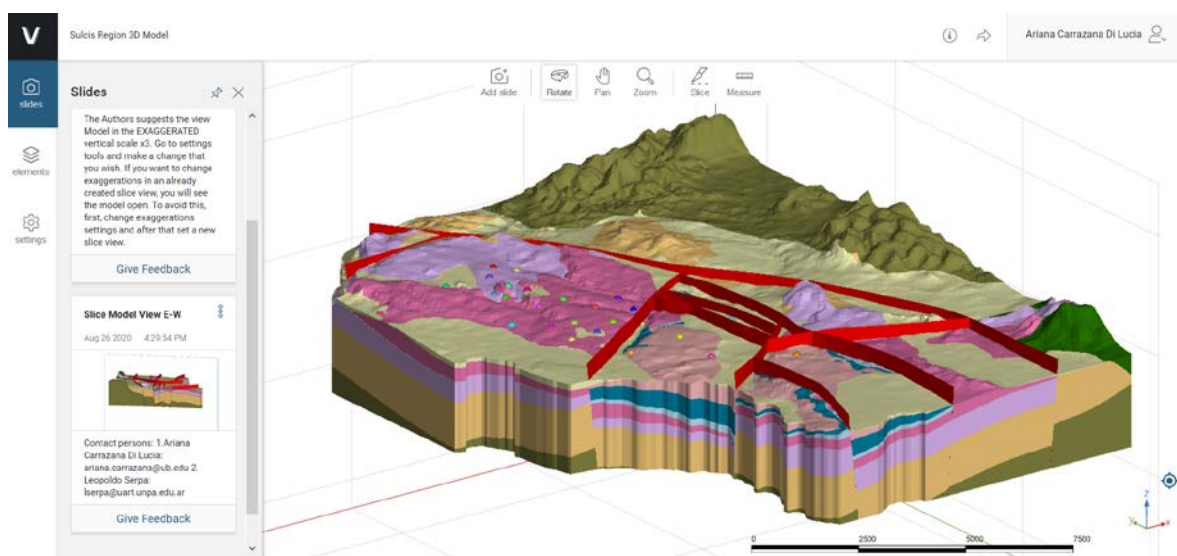 V
Sulcis Region 3D Model
Ariana Carrazana Di Lucia
slides
elements
settings
Slides
The Authors suggests the view
Model in the EXAGGERATED
vertical scale x3. Go to settings
tools and make a change that
you wish. If you want to change
exaggerations in an already
created slice view, you will see
the model open. To avoid this,
first, change exaggerations
settings and after that set a new
slice view.
Give Feedback
Slice Model View E-W
Aug 26 2020 4:29:54 PM
Contact persons: 1.Ariana
Carrazana Di Lucia:
ariana.carrazana@ub.edu 2.
Leopoldo Serpa:
lserpa@uart.unpa.edu.ar
Give Feedback
Add slide
Rotate
Pan
Zoom
Slice
Measure
Z
Y
X
0 2500 5000 7500